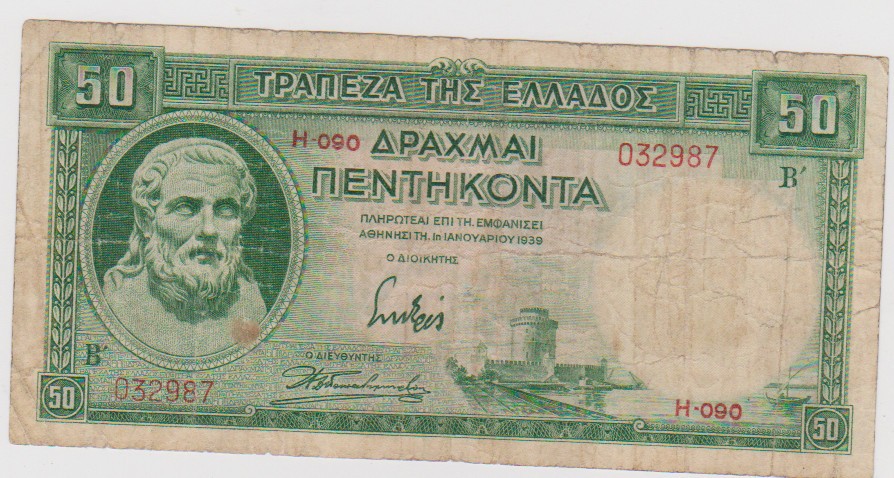 50 ΤΡΑΠΕΖΑ ΤΗΣ ΕΛΛΑΔΟΣ 50
Η-090 ΔΡΑΧΜΑΙ 032987
ΠΕΝΤΗΚΟΝΤΑ Β′
ΠΛΗΡΩΤΕΑΙ ΕΠΙ ΤΗ. ΕΜΦΑΝΙΣΕΙ
ΑΘΗΝΗΣΙ ΤΗ. 1η ΙΑΝΟΥΑΡΙΟΥ 1939
Ο ΔΙΟΙΚΗΤΗΣ
Β′
Ο ΔΙΕΥΘΥΝΤΗΣ
50 032987 Η-090 50